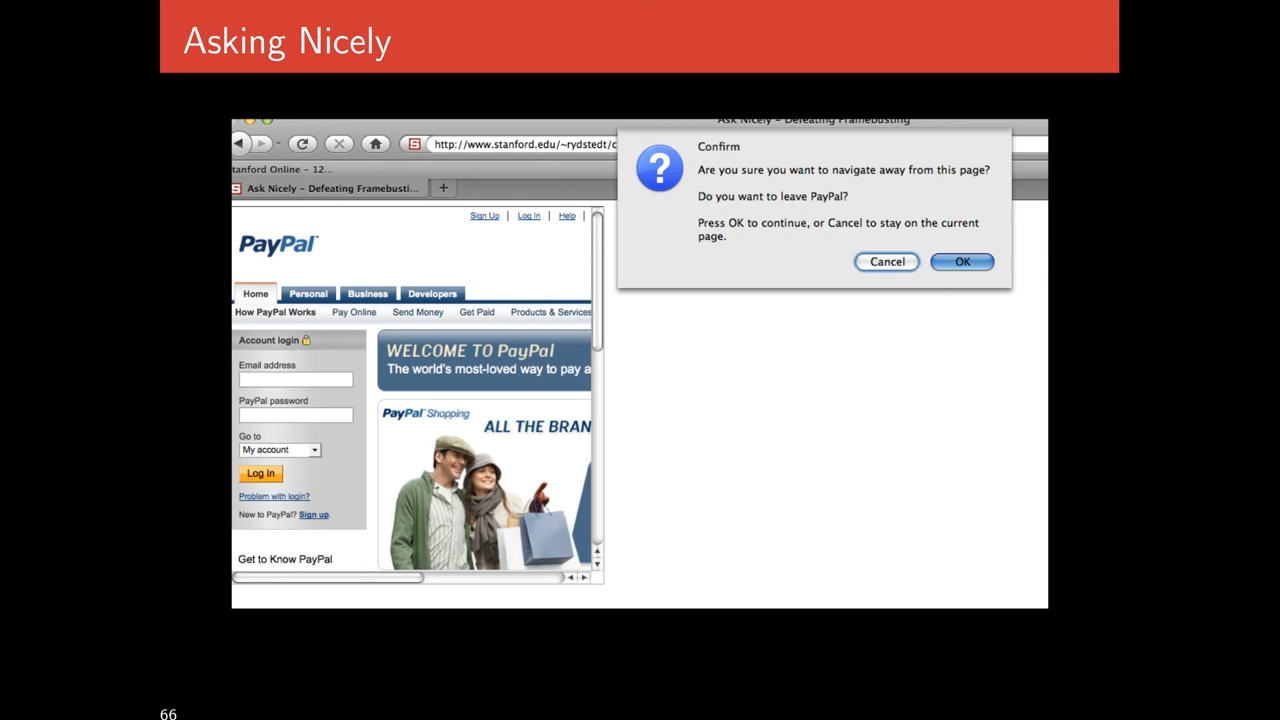 Asking Nicely
Ask Nicely – Defeating Framebusting
http://www.stanford.edu/~rydstedt/c
tanford Online – 12...
Ask Nicely – Defeating Framebusti...
Confirm
Are you sure you want to navigate away from this page?
Do you want to leave PayPal?
Press OK to continue, or Cancel to stay on the current
page.
Cancel OK
Sign Up | Log In | Help |
PayPal™
Home Personal Business Developers
How PayPal Works Pay Online Send Money Get Paid Products & Services
Account login
Email address
PayPal password
Go to
My account
Log In
Problem with login?
New to PayPal? Sign up.
Get to Know PayPal
WELCOME TO PayPal
The world's most-loved way to pay a
PayPal Shopping
ALL THE BRAN
66